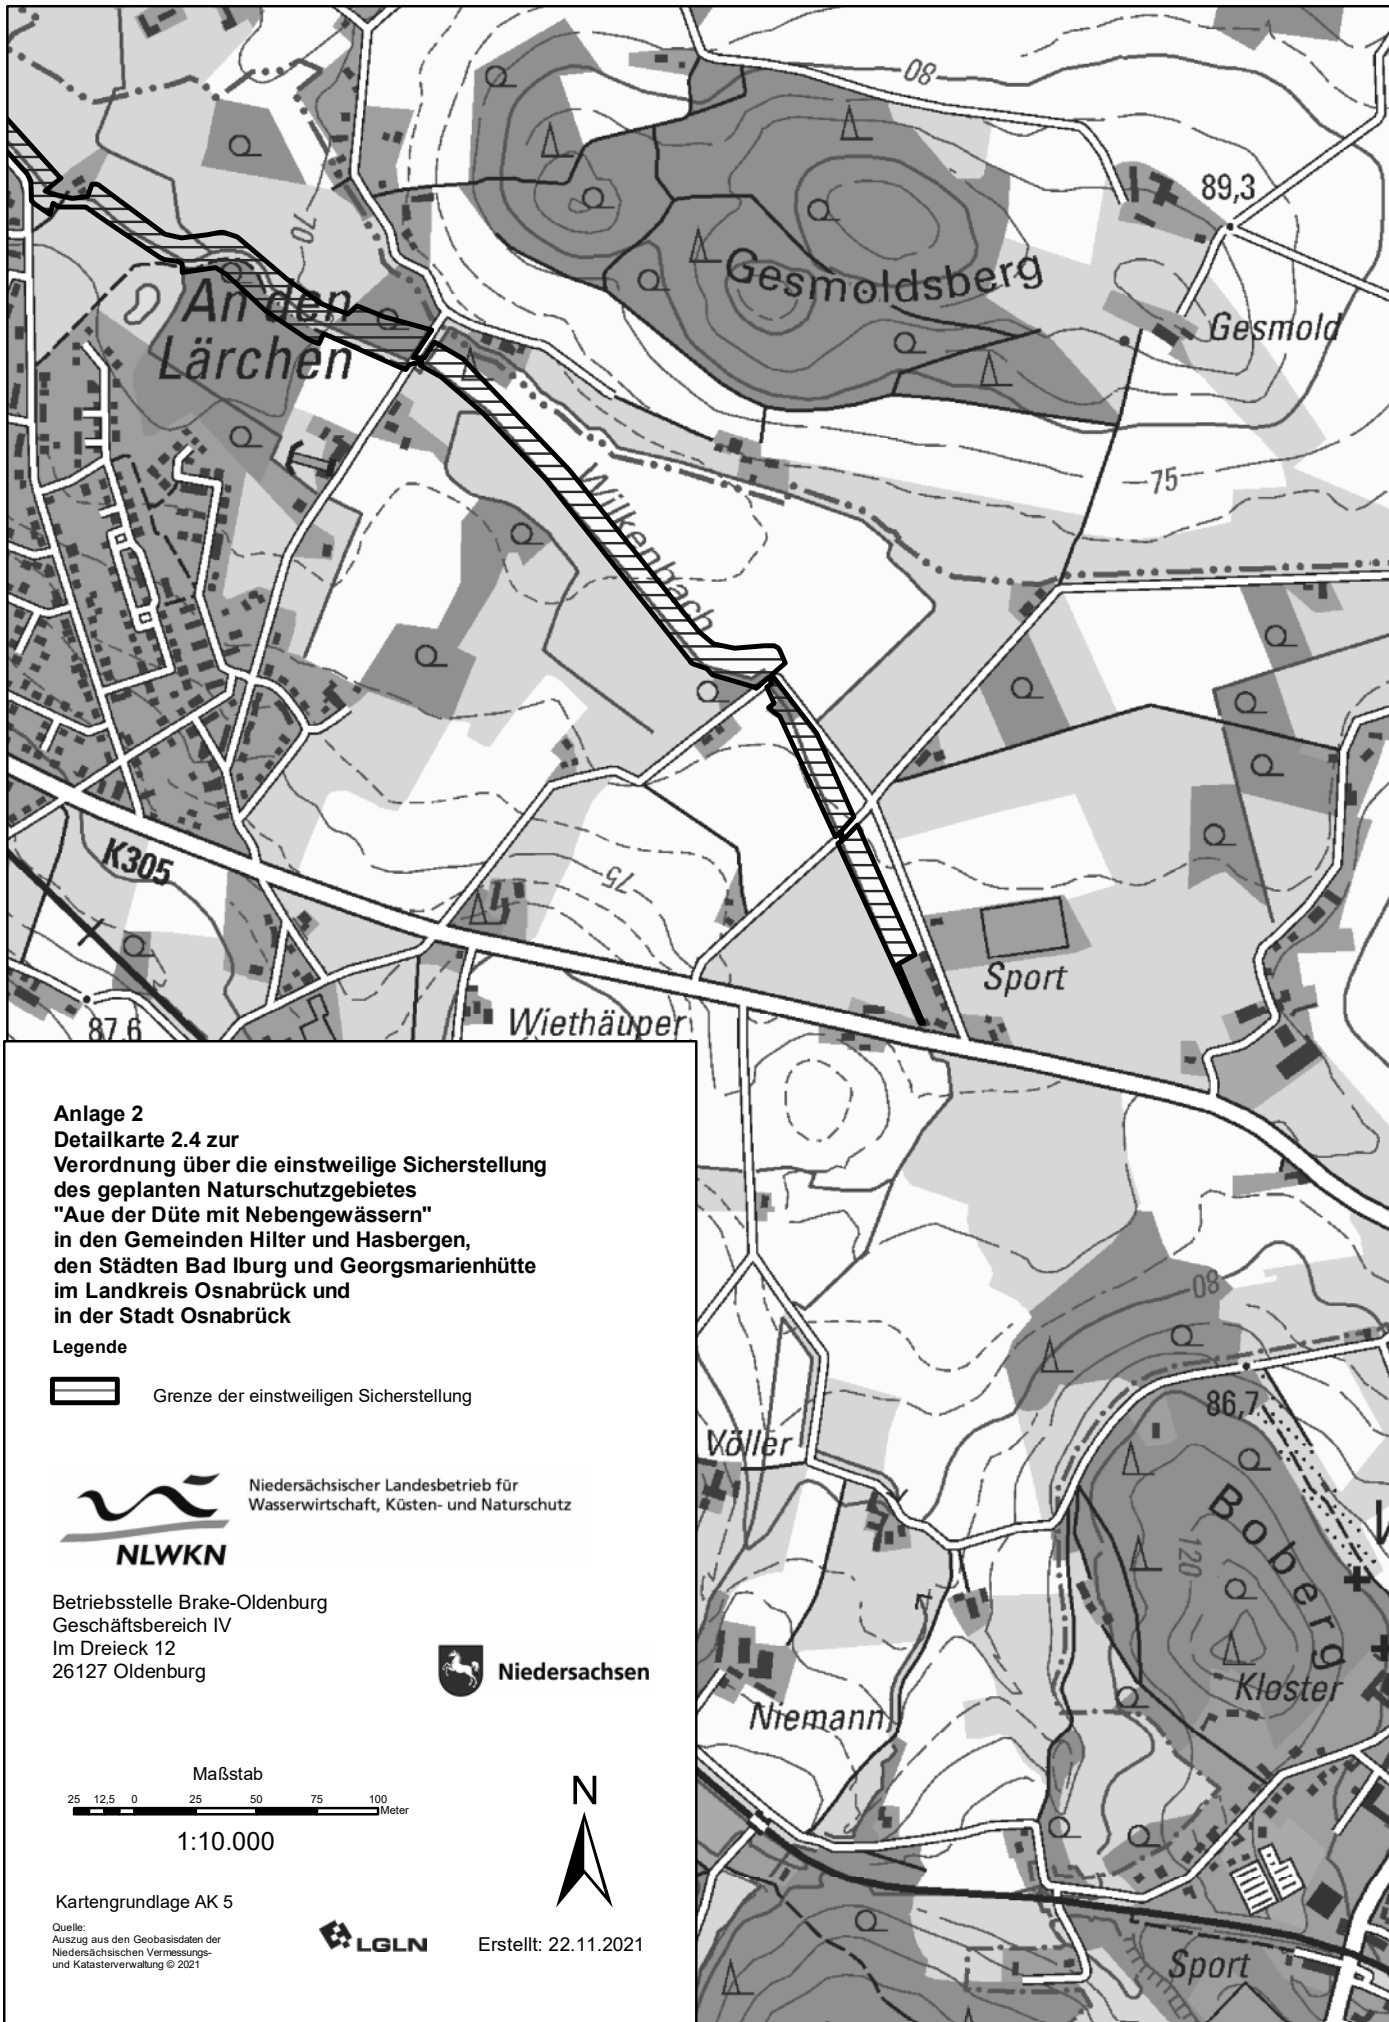 08
89,3
70
Gesmoldsberg
An den
Lärchen
Gesmold
75
Wilkenbach
K305
75
Sport
87,6
Wiethäuper
Anlage 2
Detailkarte 2.4 zur
Verordnung über die einstweilige Sicherstellung
des geplanten Naturschutzgebietes
"Aue der Düte mit Nebengewässern"
in den Gemeinden Hilter und Hasbergen,
den Städten Bad Iburg und Georgsmarienhütte
im Landkreis Osnabrück und
in der Stadt Osnabrück
Legende
Grenze der einstweiligen Sicherstellung
Niedersächsischer Landesbetrieb für
Wasserwirtschaft, Küsten- und Naturschutz
NLWKN
Betriebsstelle Brake-Oldenburg
Geschäftsbereich IV
Im Dreieck 12
26127 Oldenburg
Niedersachsen
Maßstab
25 12,5 0 25 50 75 100
Meter
1:10.000
N
Kartengrundlage AK 5
Quelle:
Auszug aus den Geobasisdaten der
Niedersächsischen Vermessungs-
und Katasterverwaltung © 2021
LGLN
Erstellt: 22.11.2021
80
86,7
Völler
Boberg
120
Kloster
Niemann
Sport